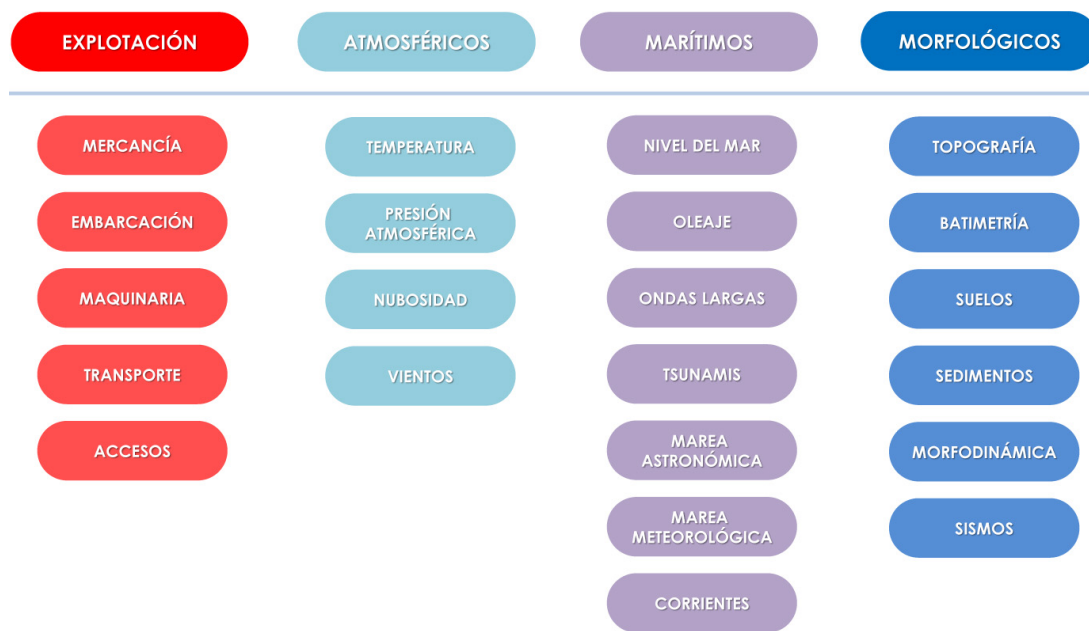 EXPLOTACIÓN
ATMOSFÉRICOS
MARÍTIMOS
MORFOLÓGICOS
MERCANCÍA
EMBARCACIÓN
MAQUINARIA
TRANSPORTE
ACCESOS
TEMPERATURA
PRESIÓN
ATMOSFÉRICA
NUBOSIDAD
VIENTOS
NIVEL DEL MAR
OLEAJE
ONDAS LARGAS
TSUNAMIS
MAREA
ASTRONÓMICA
MAREA
METEOROLÓGICA
CORRIENTES
TOPOGRAFÍA
BATIMETRÍA
SUELOS
SEDIMENTOS
MORFODINÁMICA
SISMOS